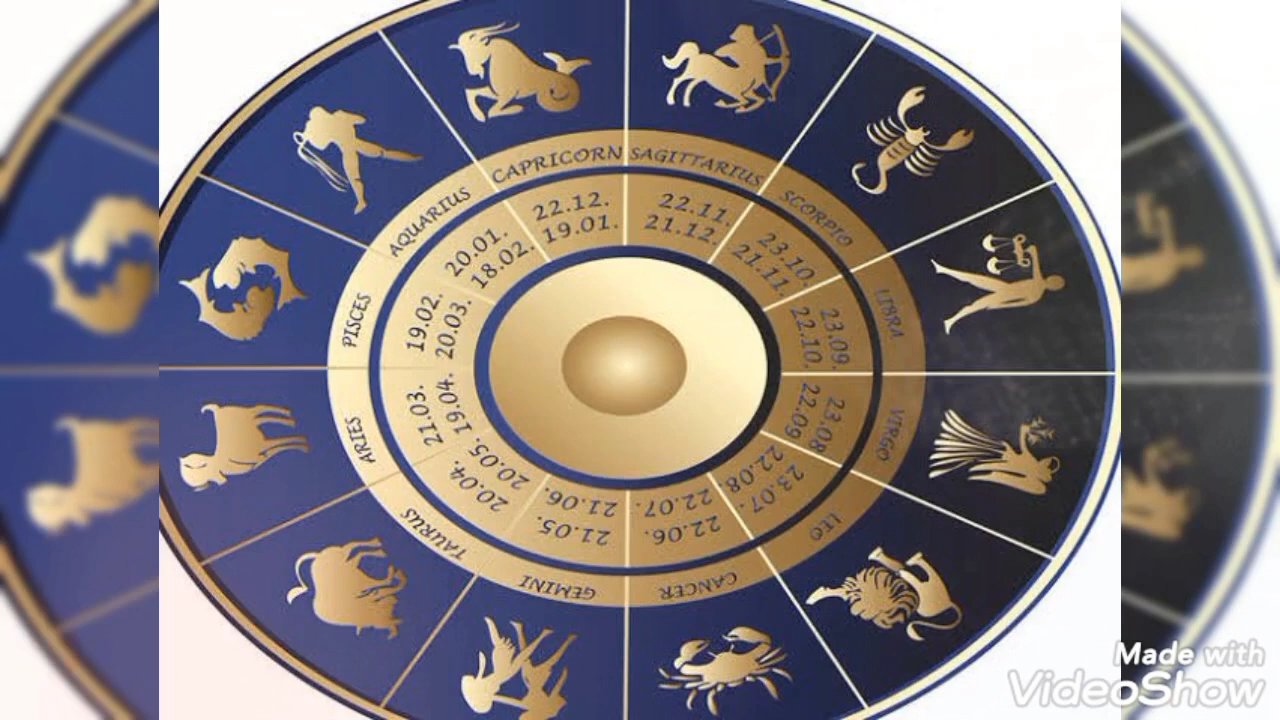 CAPRICORN
22.12.
19.01.
SAGITTARIUS
22.11.
21.12.
SCORPIO
23.10.
21.11.
LIBRA
23.09.
22.10.
VIRGO
23.08
22.09
LEO
23.07.
22.08.
CANCER
22.06.
22.07.
GEMINI
21.05.
21.06.
TAURUS
20.04.
20.05.
ARIES
21.03.
19.04.
PISCES
19.02.
20.03.
AQUARIUS
20.01.
18.02.
Made with
VideoShow